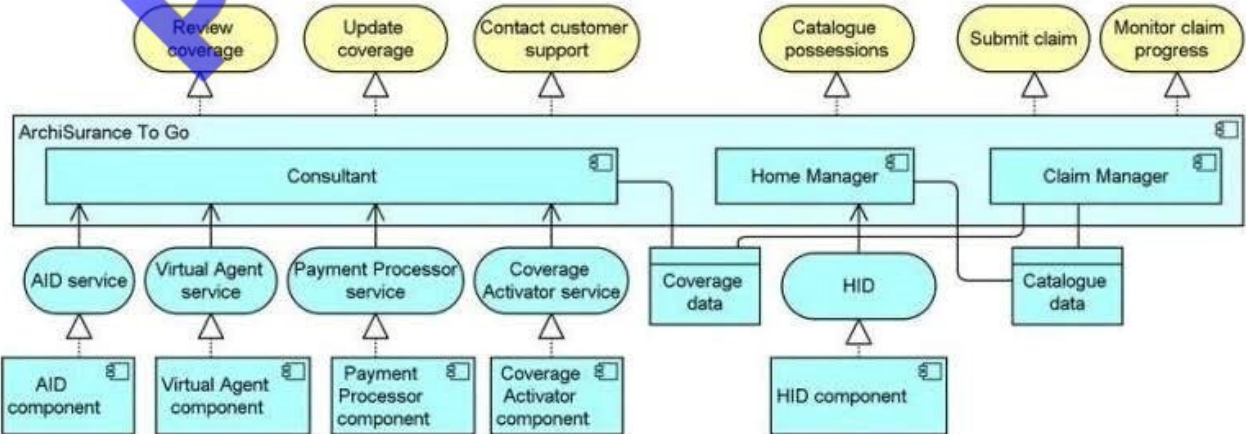 Review
coverage
Update
coverage
Contact customer
support
Catalogue
possessions
Submit claim
Monitor claim
progress
ArchiSurance To Go
Consultant
Home Manager
Claim Manager
AID service
Virtual Agent
service
Payment Processor
service
Coverage
Activator service
Coverage
data
HID
Catalogue
data
AID
component
Virtual Agent
component
Payment
Processor
component
Coverage
Activator
component
HID component